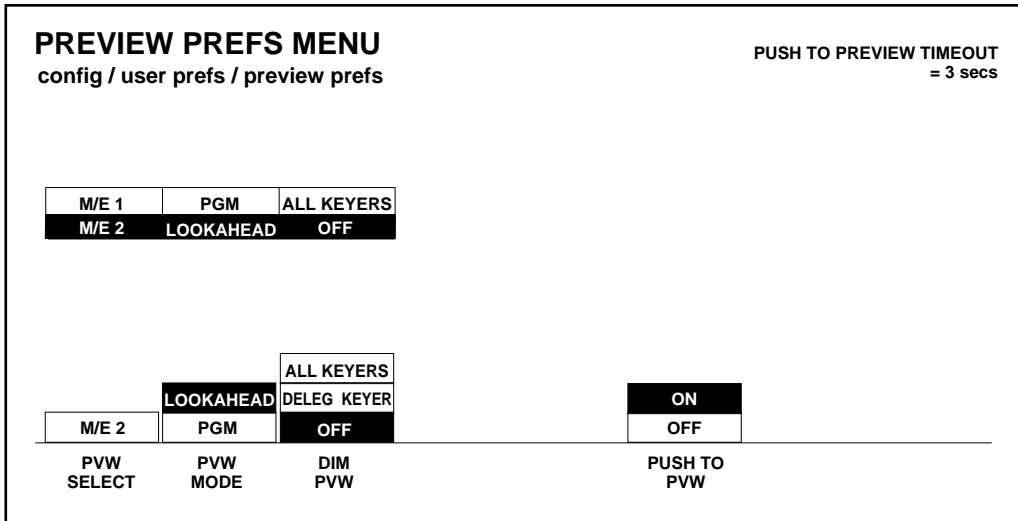 PREVIEW PREFS MENU
config / user prefs / preview prefs
PUSH TO PREVIEW TIMEOUT
= 3 secs
M/E 1 PGM ALL KEYERS
M/E 2 LOOKAHEAD OFF
ALL KEYERS
LOOKAHEAD DELEG KEYER ON
M/E 2 PGM OFF OFF
PVW PVW DIM PUSH TO
SELECT MODE PVW PVW